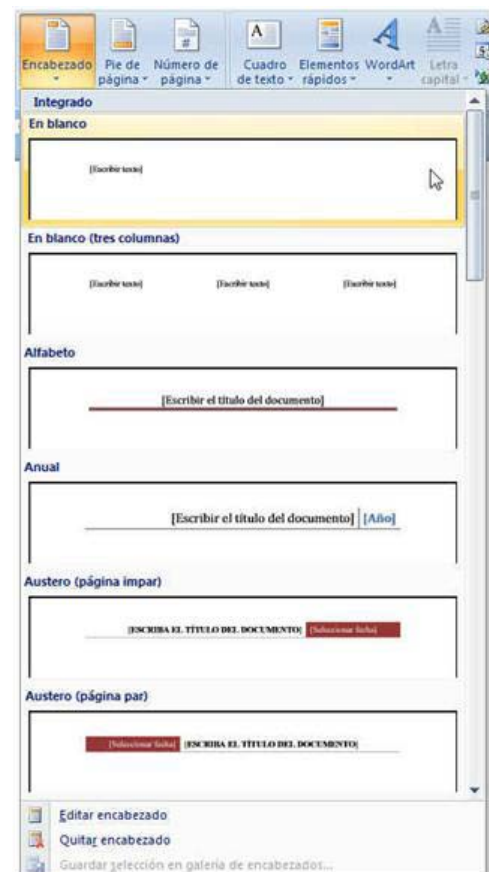 Encabezado
Pie de página
Número de página
Cuadro de texto
Elementos rápidos
WordArt
Letra capital
Integrado
En blanco
[Escribir texto]
En blanco (tres columnas)
[Escribir texto] [Escribir texto] [Escribir texto]
Alfabeto
[Escribir el título del documento]
Anual
[Escribir el título del documento] [Año]
Austero (página impar)
[ESCRIBA EL TÍTULO DEL DOCUMENTO] [Seleccionar fecha]
Austero (página par)
[Seleccionar fecha] [ESCRIBA EL TÍTULO DEL DOCUMENTO]
Editar encabezado
Quitar encabezado
Guardar selección en galería de encabezados...